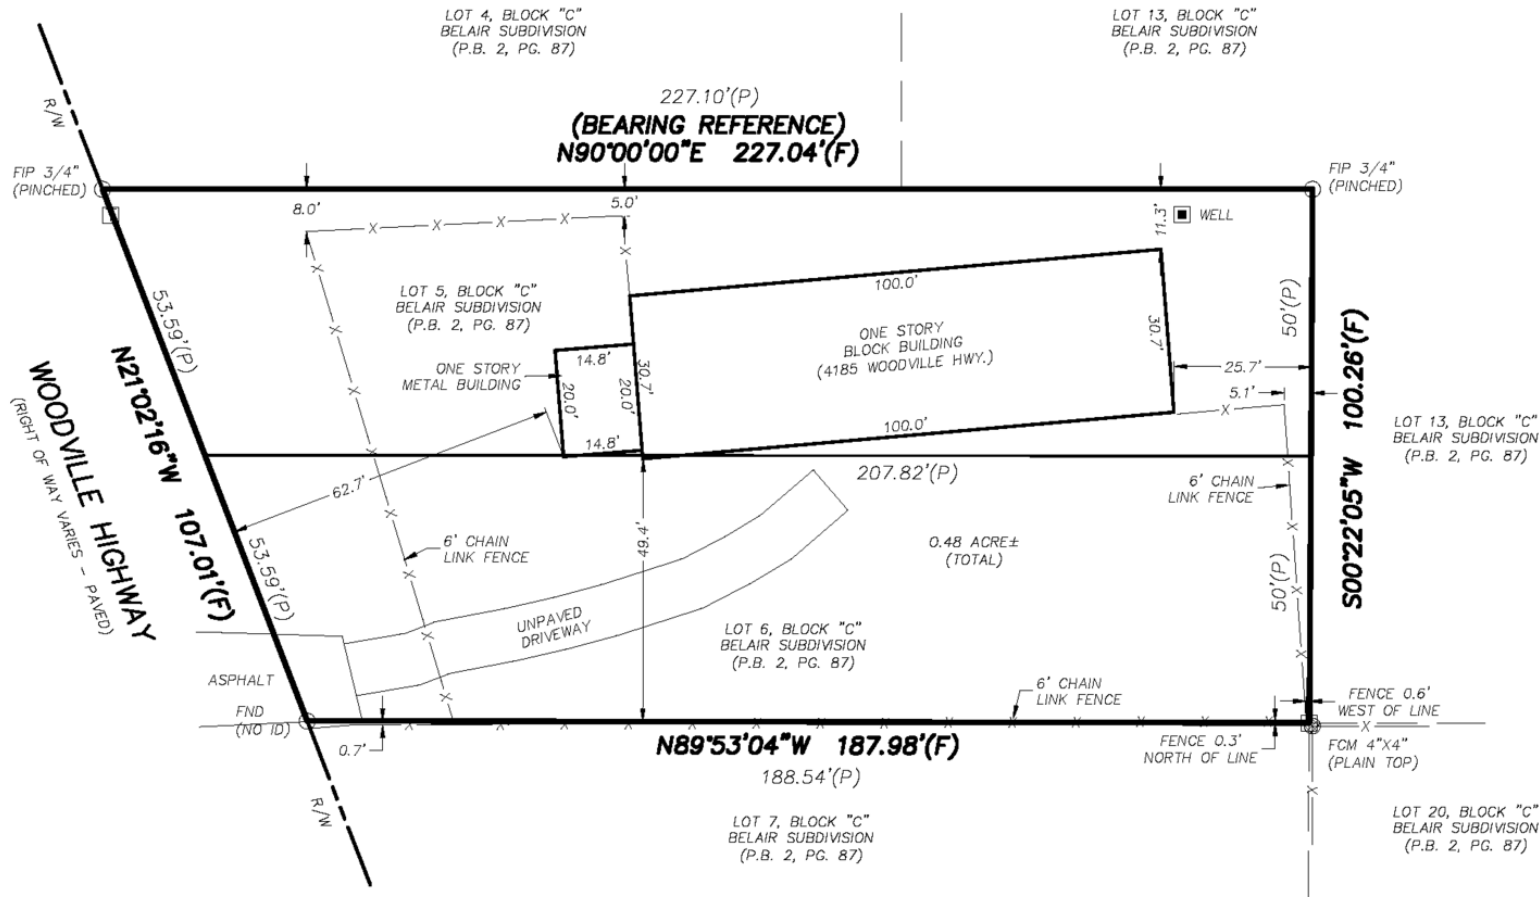 LOT 4, BLOCK "C"
BELAIR SUBDIVISION
(P.B. 2, PG. 87)
LOT 13, BLOCK "C"
BELAIR SUBDIVISION
(P.B. 2, PG. 87)
R/W
227.10'(P)
(BEARING REFERENCE)
N90°00'00"E 227.04'(F)
FIP 3/4"
(PINCHED)
FIP 3/4"
(PINCHED)
8.0'
5.0'
11.3'
WELL
LOT 5, BLOCK "C"
BELAIR SUBDIVISION
(P.B. 2, PG. 87)
100.0'
50'(P)
53.59'(P)
ONE STORY
BLOCK BUILDING
(4185 WOODVILLE HWY.)
30.7'
ONE STORY
METAL BUILDING
14.8'
20.0'
30.7'
20.0'
25.7'
5.1'
S00°22'05"W 100.26'(F)
N21°02'16"W 107.01'(F)
WOODVILLE HIGHWAY
(RIGHT OF WAY VARIES - PAVED)
LOT 13, BLOCK "C"
BELAIR SUBDIVISION
(P.B. 2, PG. 87)
14.8'
100.0'
207.82'(P)
62.7'
6' CHAIN
LINK FENCE
53.59'(P)
6' CHAIN
LINK FENCE
49.4'
0.48 ACRE±
(TOTAL)
50'(P)
UNPAVED
DRIVEWAY
LOT 6, BLOCK "C"
BELAIR SUBDIVISION
(P.B. 2, PG. 87)
ASPHALT
FND
(NO ID)
6' CHAIN
LINK FENCE
FENCE 0.6'
WEST OF LINE
0.7'
N89°53'04"W 187.98'(F)
FENCE 0.3'
NORTH OF LINE
FCM 4"X4"
(PLAIN TOP)
188.54'(P)
R/W
LOT 7, BLOCK "C"
BELAIR SUBDIVISION
(P.B. 2, PG. 87)
LOT 20, BLOCK "C"
BELAIR SUBDIVISION
(P.B. 2, PG. 87)